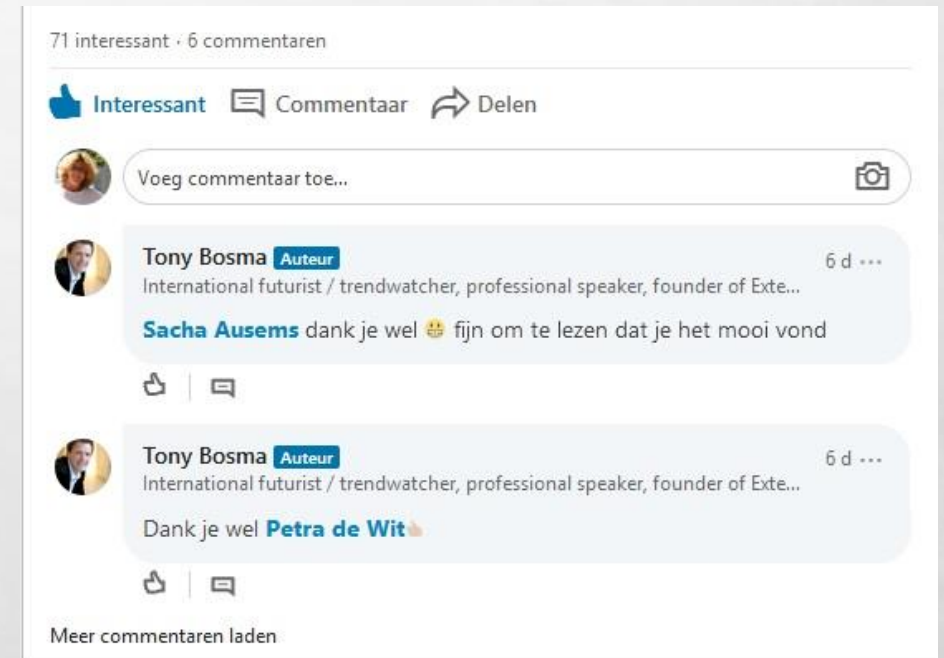 71 interessant · 6 commentaren
Interessant Commentaar Delen
Voeg commentaar toe...
Tony Bosma Auteur 6 d ···
International futurist / trendwatcher, professional speaker, founder of Exte...
Sacha Ausems dank je wel 😀 fijn om te lezen dat je het mooi vond
Tony Bosma Auteur 6 d ···
International futurist / trendwatcher, professional speaker, founder of Exte...
Dank je wel Petra de Wit👍🏻
Meer commentaren laden